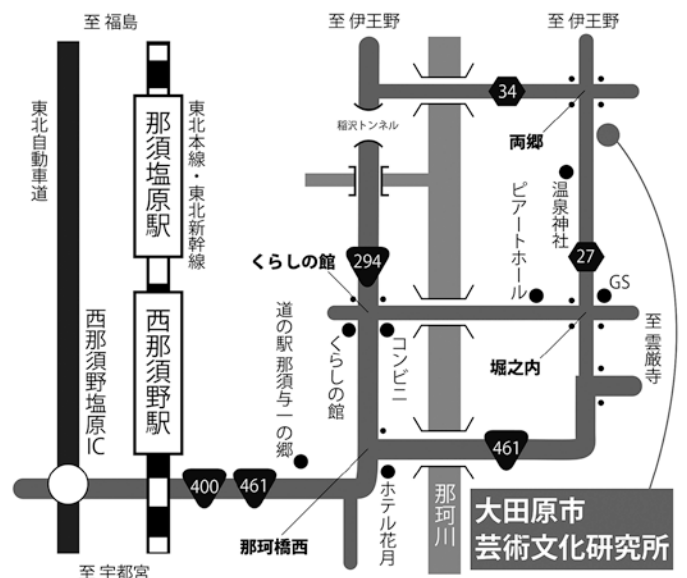 至 福島
至 伊王野
至 伊王野
東北自動車道
那須塩原駅
東北本線・東北新幹線
稲沢トンネル
34
両郷
温泉神社
ピアートホール
27
GS
くらしの館
294
西那須野塩原IC
西那須野駅
道の駅 那須与一の郷
くらしの館
コンビニ
堀之内
至 雲厳寺
400
461
461
那珂橋西
ホテル花月
那珂川
大田原市
芸術文化研究所
至 宇都宮